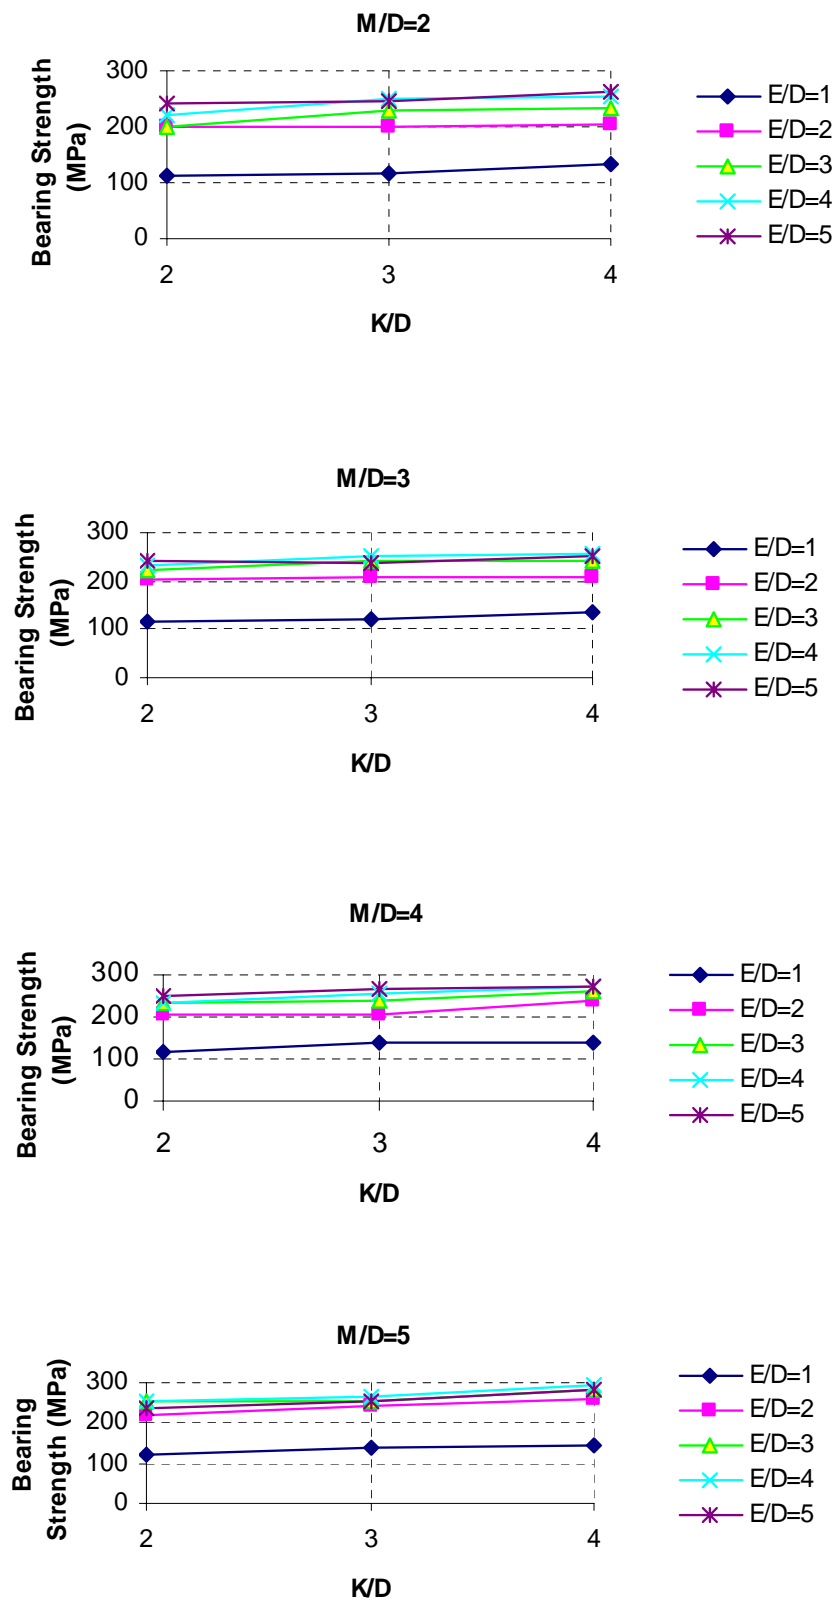 M/D=2
300
200
100
0
Bearing Strength
(MPa)
2 3 4
K/D
E/D=1
E/D=2
E/D=3
E/D=4
E/D=5
M/D=3
300
200
100
0
Bearing Strength
(MPa)
2 3 4
K/D
E/D=1
E/D=2
E/D=3
E/D=4
E/D=5
M/D=4
300
200
100
0
Bearing Strength
(MPa)
2 3 4
K/D
E/D=1
E/D=2
E/D=3
E/D=4
E/D=5
M/D=5
300
200
100
0
Bearing
Strength (MPa)
2 3 4
K/D
E/D=1
E/D=2
E/D=3
E/D=4
E/D=5